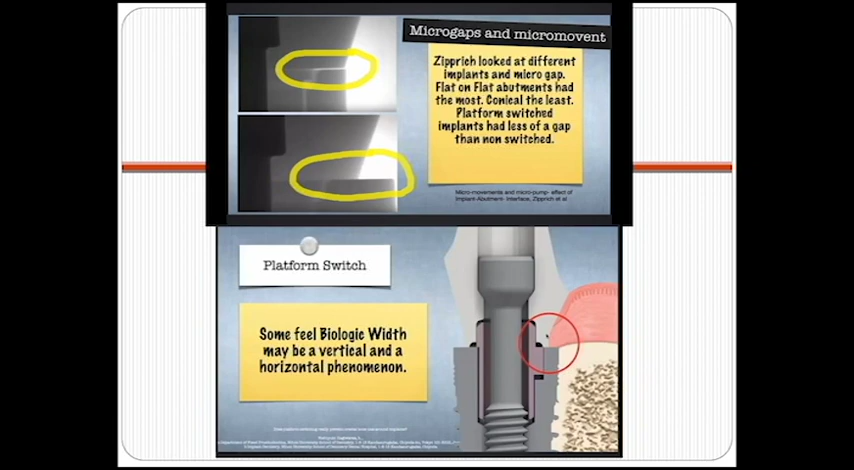 Microgaps and micromovent
Zipprich looked at different
implants and micro gap.
Flat on Flat abutments had
the most. Conical the least.
Platform switched
implants had less of a gap
than non switched.
Micro-movements and micro-pump- effect of
Implant-Abutment- Interface, Zipprich et al
Platform Switch
Some feel Biologic Width
may be a vertical and a
horizontal phenomenon.